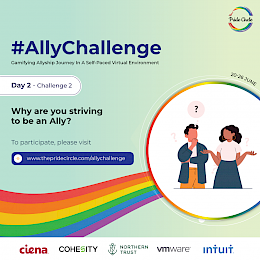 Pride Circle
#AllyChallenge
Gamifying Allyship Journey In A Self-Paced Virtual Environment
Day 2 - Challenge 2
20-26 JUNE
Why are you striving
to be an Ally?
?
To participate, please visit
www.thepridecircle.com/allychallenge
ciena
COHESITY
NORTHERN
TRUST
vmware
INTUIT